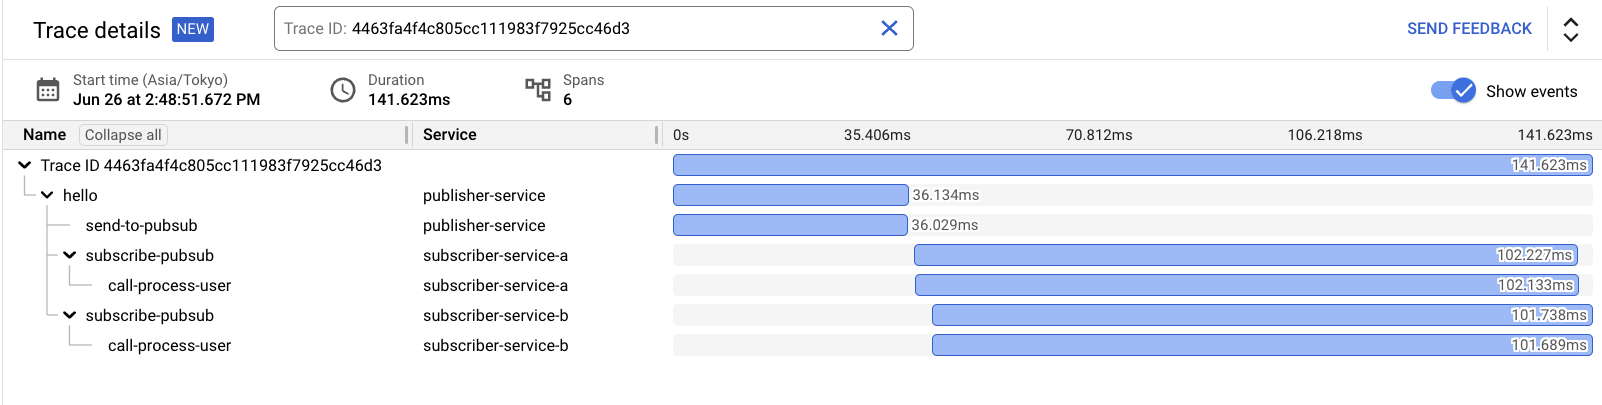 Trace details NEW Trace ID: 4463fa4f4c805cc111983f7925cc46d3 SEND FEEDBACK
Start time (Asia/Tokyo) Duration Spans
Jun 26 at 2:48:51.672 PM 141.623ms 6 Show events
Name Collapse all Service 0s 35.406ms 70.812ms 106.218ms 141.623ms
Trace ID 4463fa4f4c805cc111983f7925cc46d3 141.623ms
hello publisher-service 36.134ms
send-to-pubsub publisher-service 36.029ms
subscribe-pubsub subscriber-service-a 102.227ms
call-process-user subscriber-service-a 102.133ms
subscribe-pubsub subscriber-service-b 101.738ms
call-process-user subscriber-service-b 101.689ms